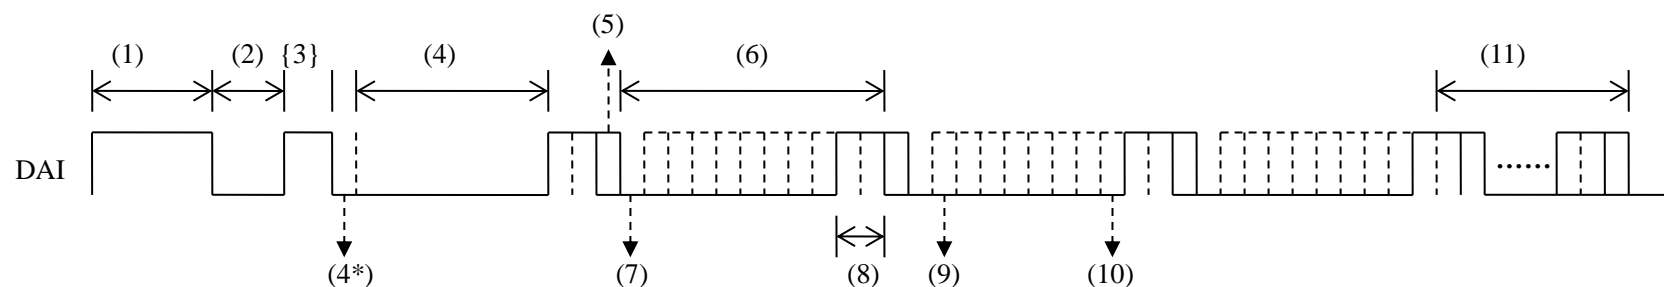 (5)
(1) (2) {3} (4) (6) (11)
DAI
(4*) (7) (8) (9) (10)